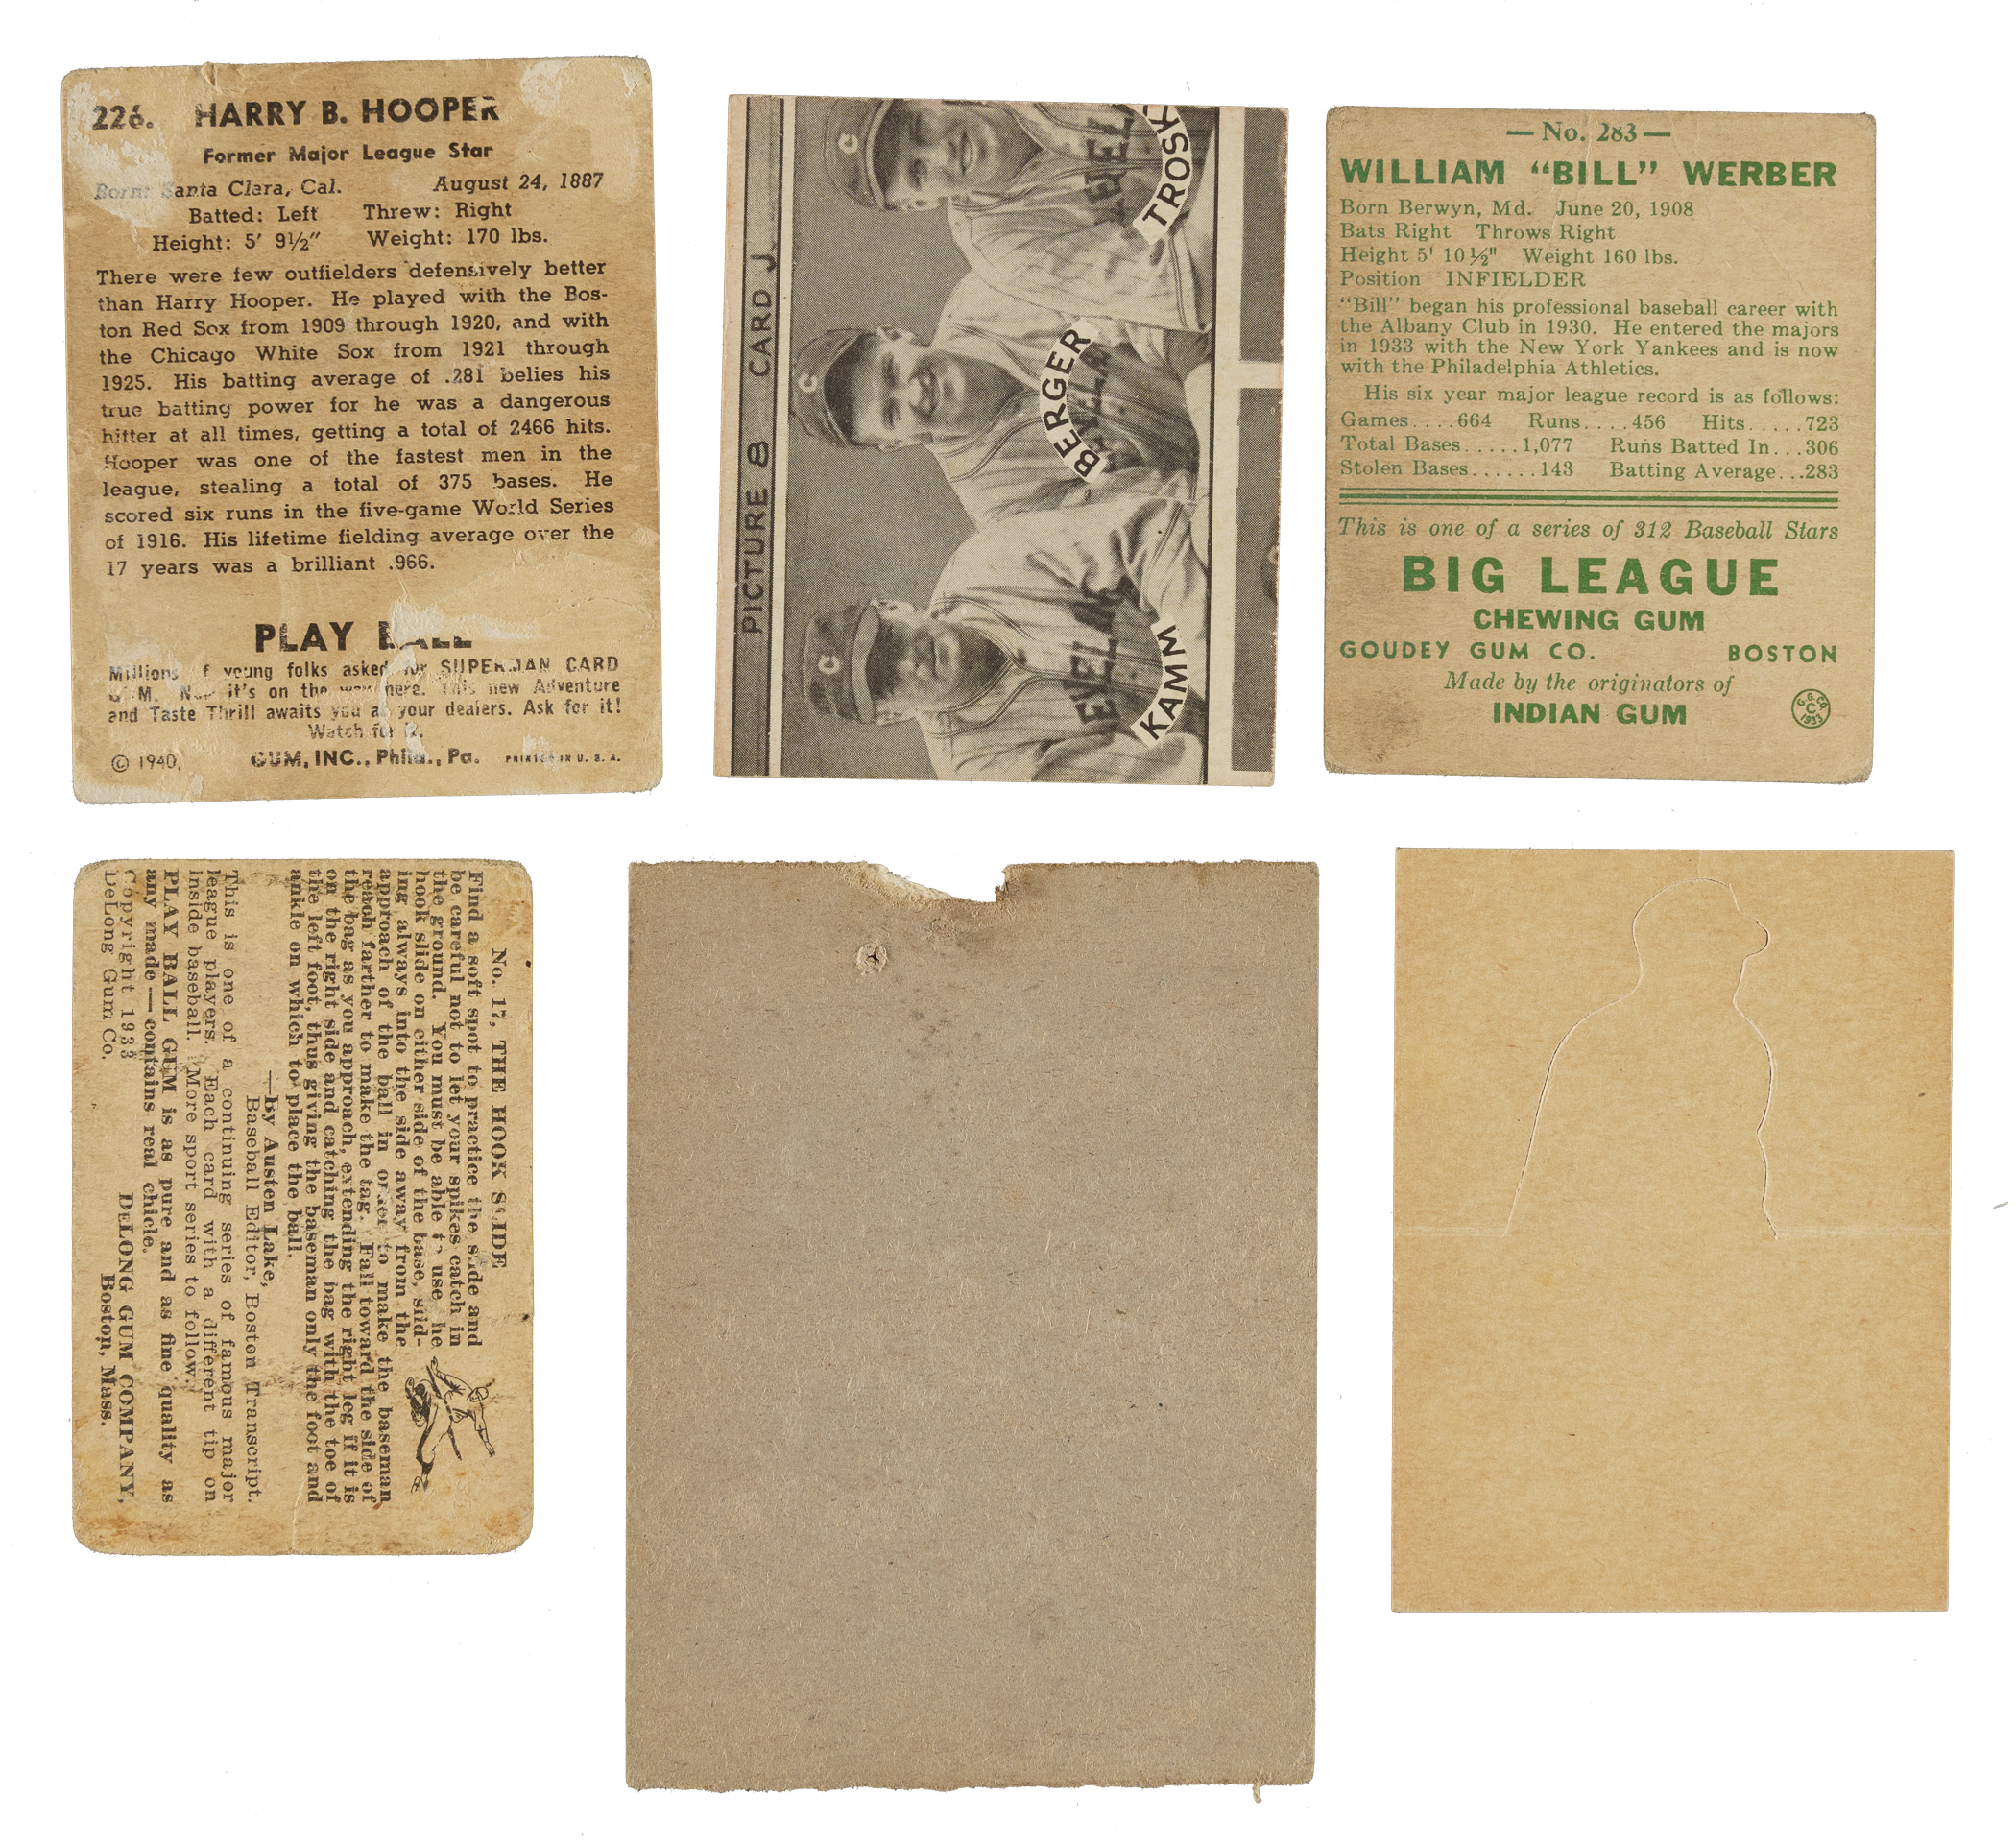 226. HARRY B. HOOPER
Former Major League Star
Born: Santa Clara, Cal. August 24, 1887
Batted: Left Threw: Right
Height: 5' 9½" Weight: 170 lbs.
There were few outfielders defensively better
than Harry Hooper. He played with the Bos-
ton Red Sox from 1909 through 1920, and with
the Chicago White Sox from 1921 through
1925. His batting average of .281 belies his
true batting power for he was a dangerous
hitter at all times, getting a total of 2466 hits.
Hooper was one of the fastest men in the
league, stealing a total of 375 bases. He
scored six runs in the five-game World Series
of 1916. His lifetime fielding average over the
17 years was a brilliant .966.
PLAY BALL
Millions of young folks asked for SUPERMAN CARD
GUM. Now it's on the way here. This new Adventure
and Taste Thrill awaits you at your dealers. Ask for it!
Watch for it.
© 1940, GUM, INC., Phila., Pa. PRINTED IN U. S. A.
PICTURE 8 CARD J
KAMM
BERGER
TROSK
— No. 283 —
WILLIAM "BILL" WERBER
Born Berwyn, Md. June 20, 1908
Bats Right Throws Right
Height 5' 10½" Weight 160 lbs.
Position INFIELDER
"Bill" began his professional baseball career with
the Albany Club in 1930. He entered the majors
in 1933 with the New York Yankees and is now
with the Philadelphia Athletics.
His six year major league record is as follows:
Games....664 Runs....456 Hits.....723
Total Bases.....1,077 Runs Batted In...306
Stolen Bases......143 Batting Average...283
This is one of a series of 312 Baseball Stars
BIG LEAGUE
CHEWING GUM
GOUDEY GUM CO. BOSTON
Made by the originators of
INDIAN GUM
G. G. CO.
C
1933
No. 17, THE HOOK SLIDE
Find a soft spot to practice the slide and
be careful not to let your spikes catch in
the ground. You must be able to use the
hook slide on either side of the base, slid-
ing always into the side away from the
approach of the ball in order to make the baseman
reach farther to make the tag. Fall toward the side of
the bag as you approach, extending the right leg if it is
on the right side and catching the bag with the toe of
the left foot, thus giving the baseman only the foot and
ankle on which to place the ball.
—by Austen Lake,
Baseball Editor, Boston Transcript.
This is one of a continuing series of famous major
league players. Each card with a different tip on
inside baseball. More sport series to follow.
PLAY BALL GUM is as pure and as fine quality as
any made — contains real chicle.
Copyright 1933 DELONG GUM COMPANY,
DeLong Gum Co. Boston, Mass.